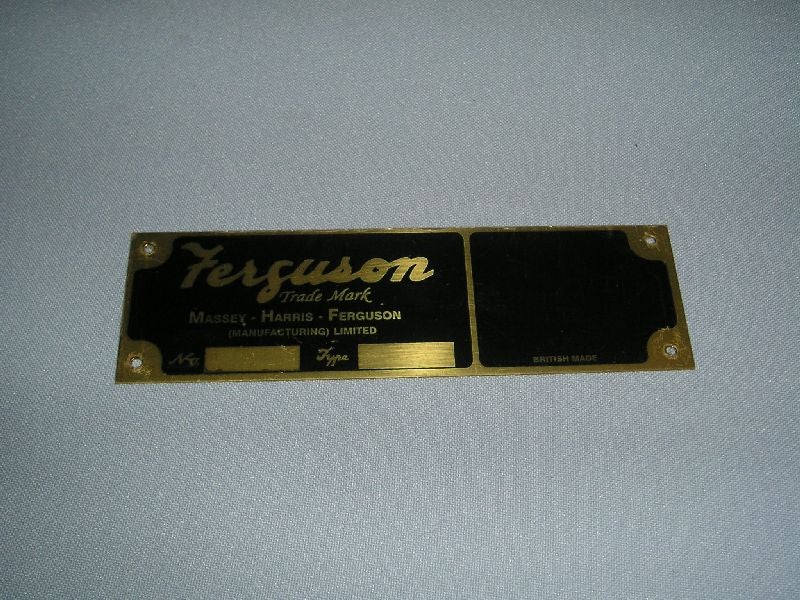 Ferguson
Trade Mark
MASSEY - HARRIS - FERGUSON
(MANUFACTURING) LIMITED
No. Type
BRITISH MADE